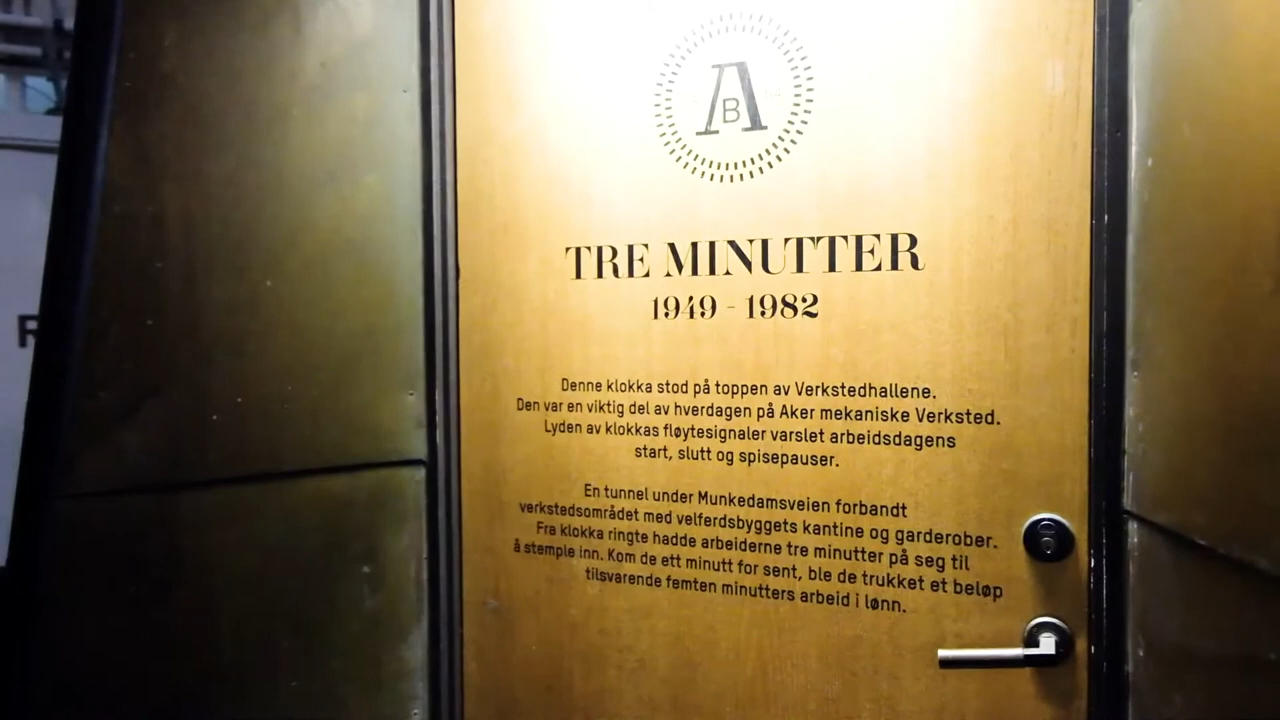 AB
TRE MINUTTER
1949 - 1982
Denne klokka stod på toppen av Verkstedhallene.
Den var en viktig del av hverdagen på Aker mekaniske Verksted.
Lyden av klokkas fløytesignaler varslet arbeidsdagens
start, slutt og spisepauser.
En tunnel under Munkedamsveien forbandt
verkstedsområdet med velferdsbyggets kantine og garderober.
Fra klokka ringte hadde arbeiderne tre minutter på seg til
å stemple inn. Kom de ett minutt for sent, ble de trukket et beløp
tilsvarende femten minutters arbeid i lønn.